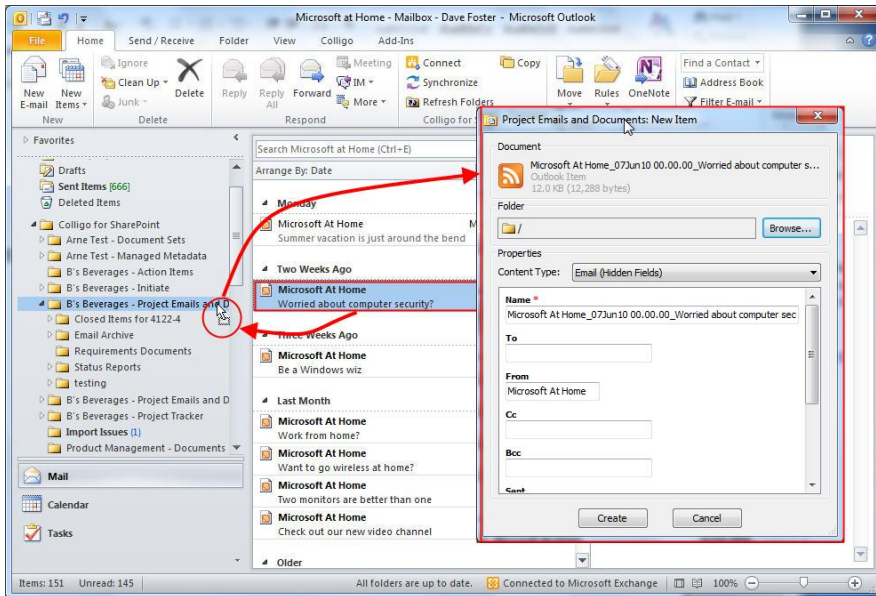 Microsoft at Home - Mailbox - Dave Foster - Microsoft Outlook
File Home Send / Receive Folder View Colligo Add-Ins
New E-mail
New Items
New
Ignore
Clean Up
Junk
Delete
Delete
Reply
Reply All
Forward
Meeting
IM
More
Respond
Connect
Synchronize
Refresh Folders
Copy
Colligo for
Move
Rules
OneNote
Find a Contact
Address Book
Filter E-mail
Favorites
Drafts
Sent Items [666]
Deleted Items
Colligo for SharePoint
Arne Test - Document Sets
Arne Test - Managed Metadata
B's Beverages - Action Items
B's Beverages - Initiate
B's Beverages - Project Emails and D
Closed Items for 4122-4
Email Archive
Requirements Documents
Status Reports
testing
B's Beverages - Project Emails and D
B's Beverages - Project Tracker
Import Issues (1)
Product Management - Documents
Mail
Calendar
Tasks
Search Microsoft at Home (Ctrl+E)
Arrange By: Date
Monday
Microsoft At Home M
Summer vacation is just around the bend
Two Weeks Ago
Microsoft At Home
Worried about computer security?
Three Weeks Ago
Microsoft At Home
Be a Windows wiz
Last Month
Microsoft At Home
Work from home?
Microsoft At Home
Want to go wireless at home?
Microsoft At Home
Two monitors are better than one
Microsoft At Home
Check out our new video channel
Older
Project Emails and Documents: New Item
Document
Microsoft At Home_07Jun10 00.00.00_Worried about computer s...
Outlook Item
12.0 KB (12,288 bytes)
Folder
/
Browse...
Properties
Content Type: Email (Hidden Fields)
Name *
Microsoft At Home_07Jun10 00.00.00_Worried about computer sec
To
From
Microsoft At Home
Cc
Bcc
Sent
Create Cancel
Items: 151 Unread: 145 All folders are up to date. Connected to Microsoft Exchange 100%